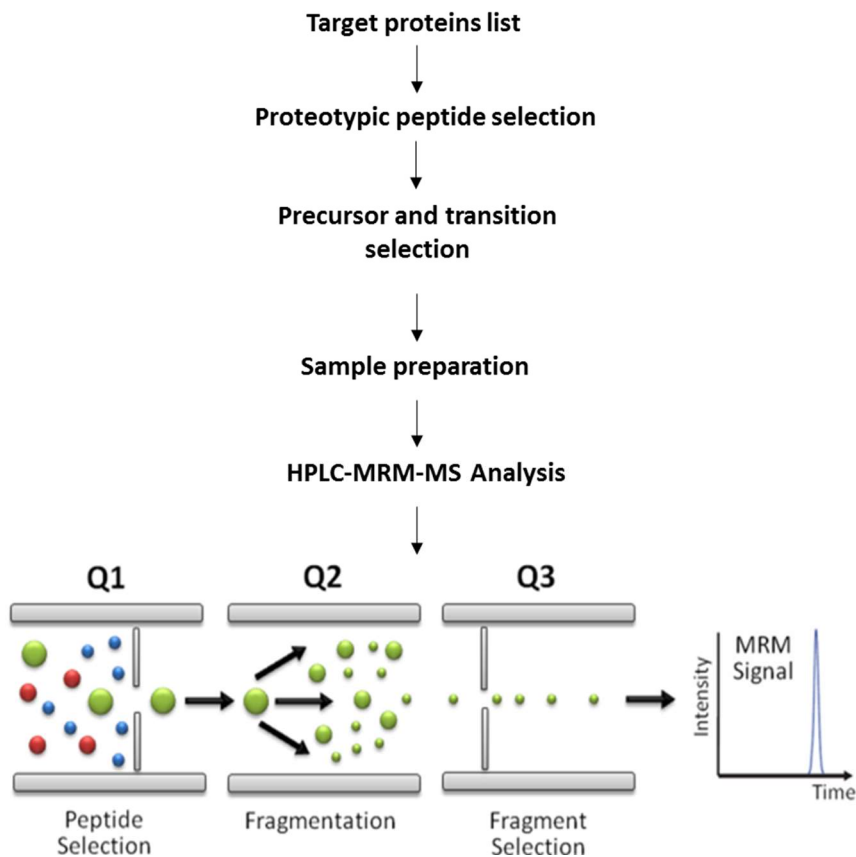 Target proteins list
Proteotypic peptide selection
Precursor and transition
selection
Sample preparation
HPLC-MRM-MS Analysis
Q1
Q2
Q3
MRM
Signal
Intensity
Time
Peptide
Selection
Fragmentation
Fragment
Selection